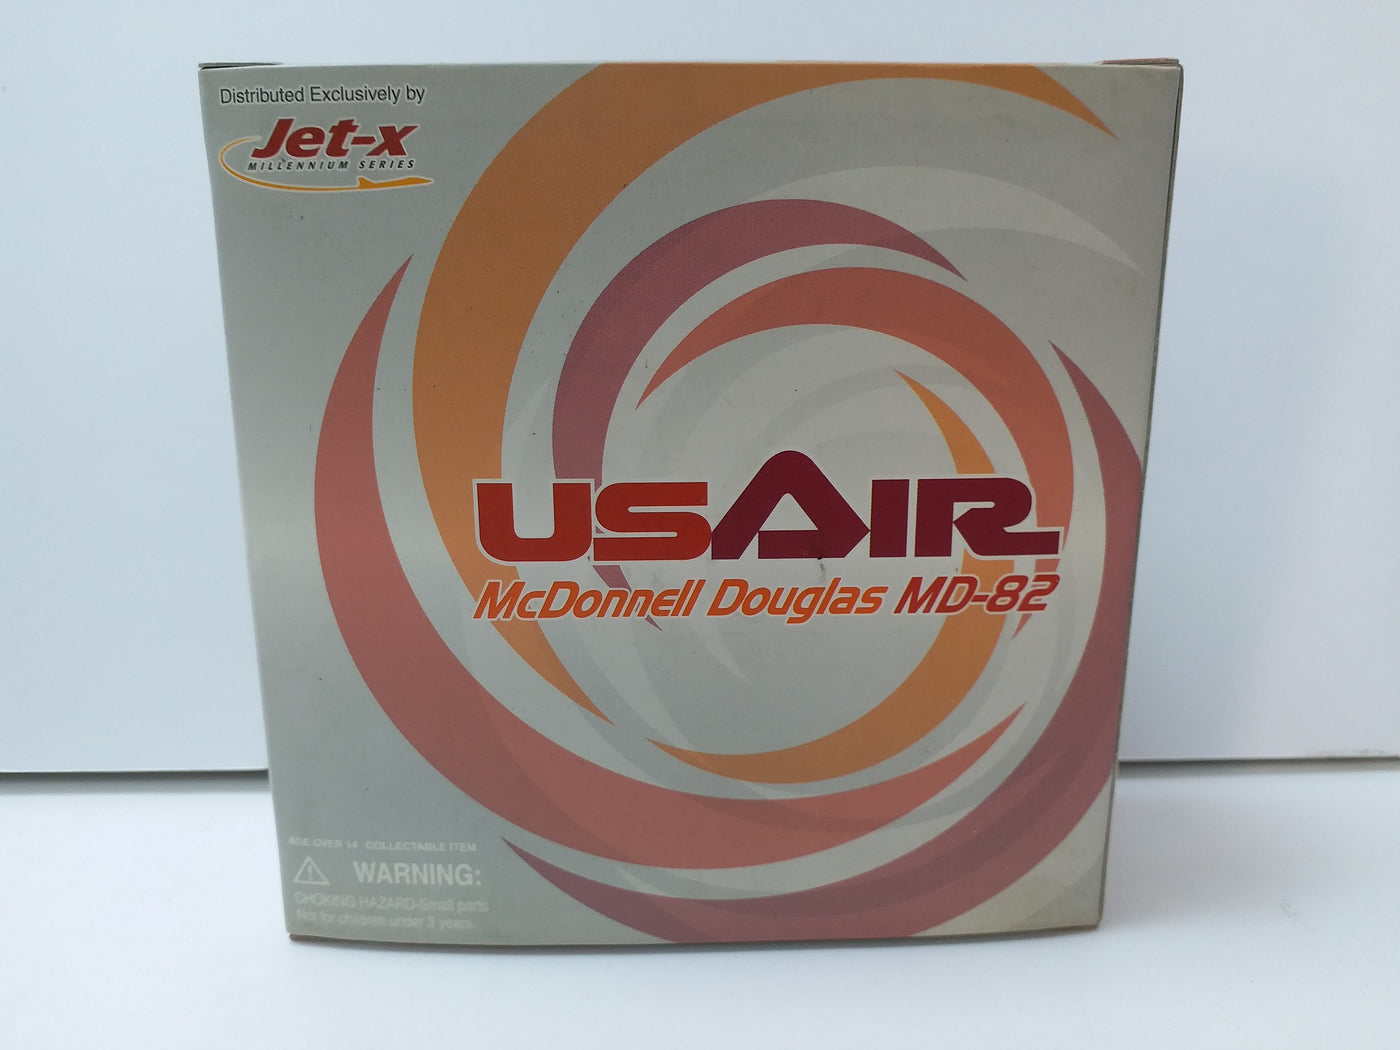 Distributed Exclusively by
Jet-x
MILLENNIUM SERIES
USAIR
McDonnell Douglas MD-82
AGE OVER 14 COLLECTABLE ITEM
WARNING:
CHOKING HAZARD-Small parts
Not for children under 3 years.